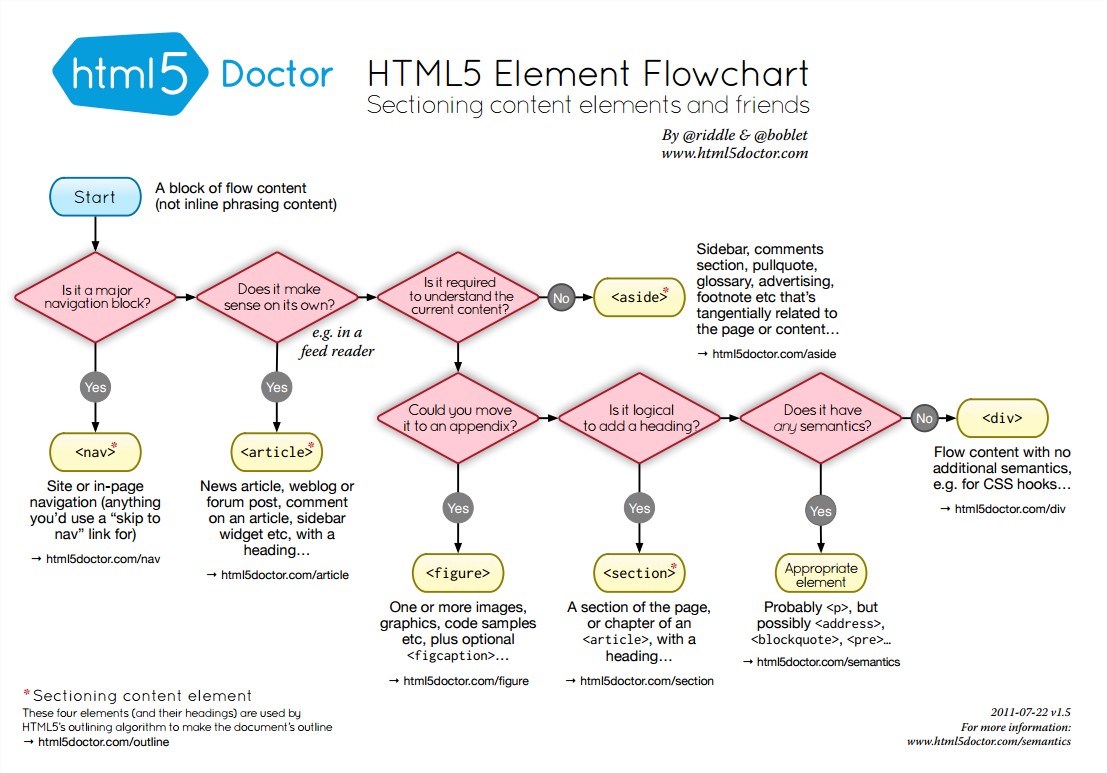 html5 Doctor
HTML5 Element Flowchart
Sectioning content elements and friends
By @riddle & @boblet
www.html5doctor.com
Start
A block of flow content
(not inline phrasing content)
Is it a major
navigation block?
Does it make
sense on its own?
e.g. in a
feed reader
Is it required
to understand the
current content?
No
<aside>*
Sidebar, comments
section, pullquote,
glossary, advertising,
footnote etc that's
tangentially related to
the page or content…
→ html5doctor.com/aside
Yes
<nav>*
Site or in-page
navigation (anything
you'd use a “skip to
nav” link for)
→ html5doctor.com/nav
Yes
<article>*
News article, weblog or
forum post, comment
on an article, sidebar
widget etc, with a
heading…
→ html5doctor.com/article
Could you move
it to an appendix?
Is it logical
to add a heading?
Does it have
any semantics?
No
<div>
Flow content with no
additional semantics,
e.g. for CSS hooks…
→ html5doctor.com/div
Yes
<figure>
One or more images,
graphics, code samples
etc, plus optional
<figcaption>…
→ html5doctor.com/figure
Yes
<section>*
A section of the page,
or chapter of an
<article>, with a
heading…
→ html5doctor.com/section
Yes
Appropriate
element
Probably <p>, but
possibly <address>,
<blockquote>, <pre>…
→ html5doctor.com/semantics
* Sectioning content element
These four elements (and their headings) are used by
HTML5's outlining algorithm to make the document's outline
→ html5doctor.com/outline
2011-07-22 v1.5
For more information:
www.html5doctor.com/semantics